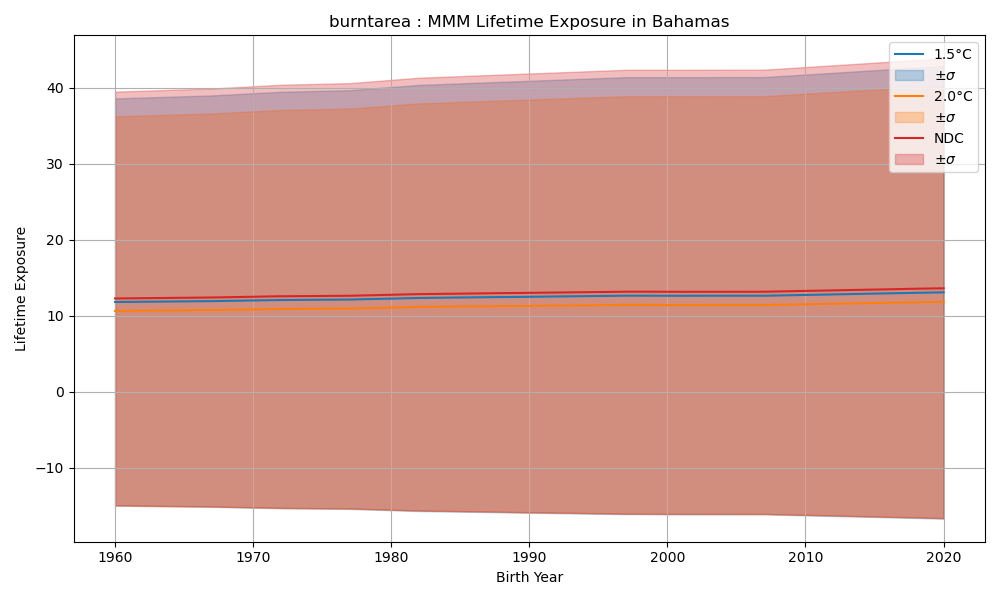 burntarea : MMM Lifetime Exposure in Bahamas
1.5°C
±σ
2.0°C
±σ
NDC
±σ
40
30
20
10
0
−10
Lifetime Exposure
1960 1970 1980 1990 2000 2010 2020
Birth Year